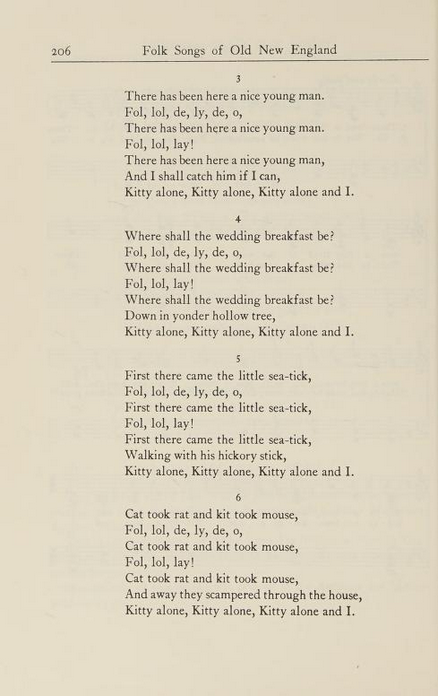 206 Folk Songs of Old New England
3
There has been here a nice young man.
Fol, lol, de, ly, de, o,
There has been here a nice young man.
Fol, lol, lay!
There has been here a nice young man,
And I shall catch him if I can,
Kitty alone, Kitty alone, Kitty alone and I.
4
Where shall the wedding breakfast be?
Fol, lol, de, ly, de, o,
Where shall the wedding breakfast be?
Fol, lol, lay!
Where shall the wedding breakfast be?
Down in yonder hollow tree,
Kitty alone, Kitty alone, Kitty alone and I.
5
First there came the little sea-tick,
Fol, lol, de, ly, de, o,
First there came the little sea-tick,
Fol, lol, lay!
First there came the little sea-tick,
Walking with his hickory stick,
Kitty alone, Kitty alone, Kitty alone and I.
6
Cat took rat and kit took mouse,
Fol, lol, de, ly, de, o,
Cat took rat and kit took mouse,
Fol, lol, lay!
Cat took rat and kit took mouse,
And away they scampered through the house,
Kitty alone, Kitty alone, Kitty alone and I.